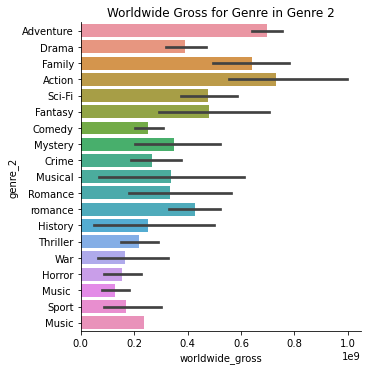 Worldwide Gross for Genre in Genre 2
Adventure
Drama
Family
Action
Sci-Fi
Fantasy
Comedy
Mystery
Crime
Musical
Romance
romance
History
Thriller
War
Horror
Music
Sport
Music
genre_2
0.0 0.2 0.4 0.6 0.8 1.0
1e9
worldwide_gross